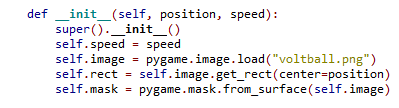 def __init__(self, position, speed):
    super().__init__()
    self.speed = speed
    self.image = pygame.image.load("voltball.png")
    self.rect = self.image.get_rect(center=position)
    self.mask = pygame.mask.from_surface(self.image)